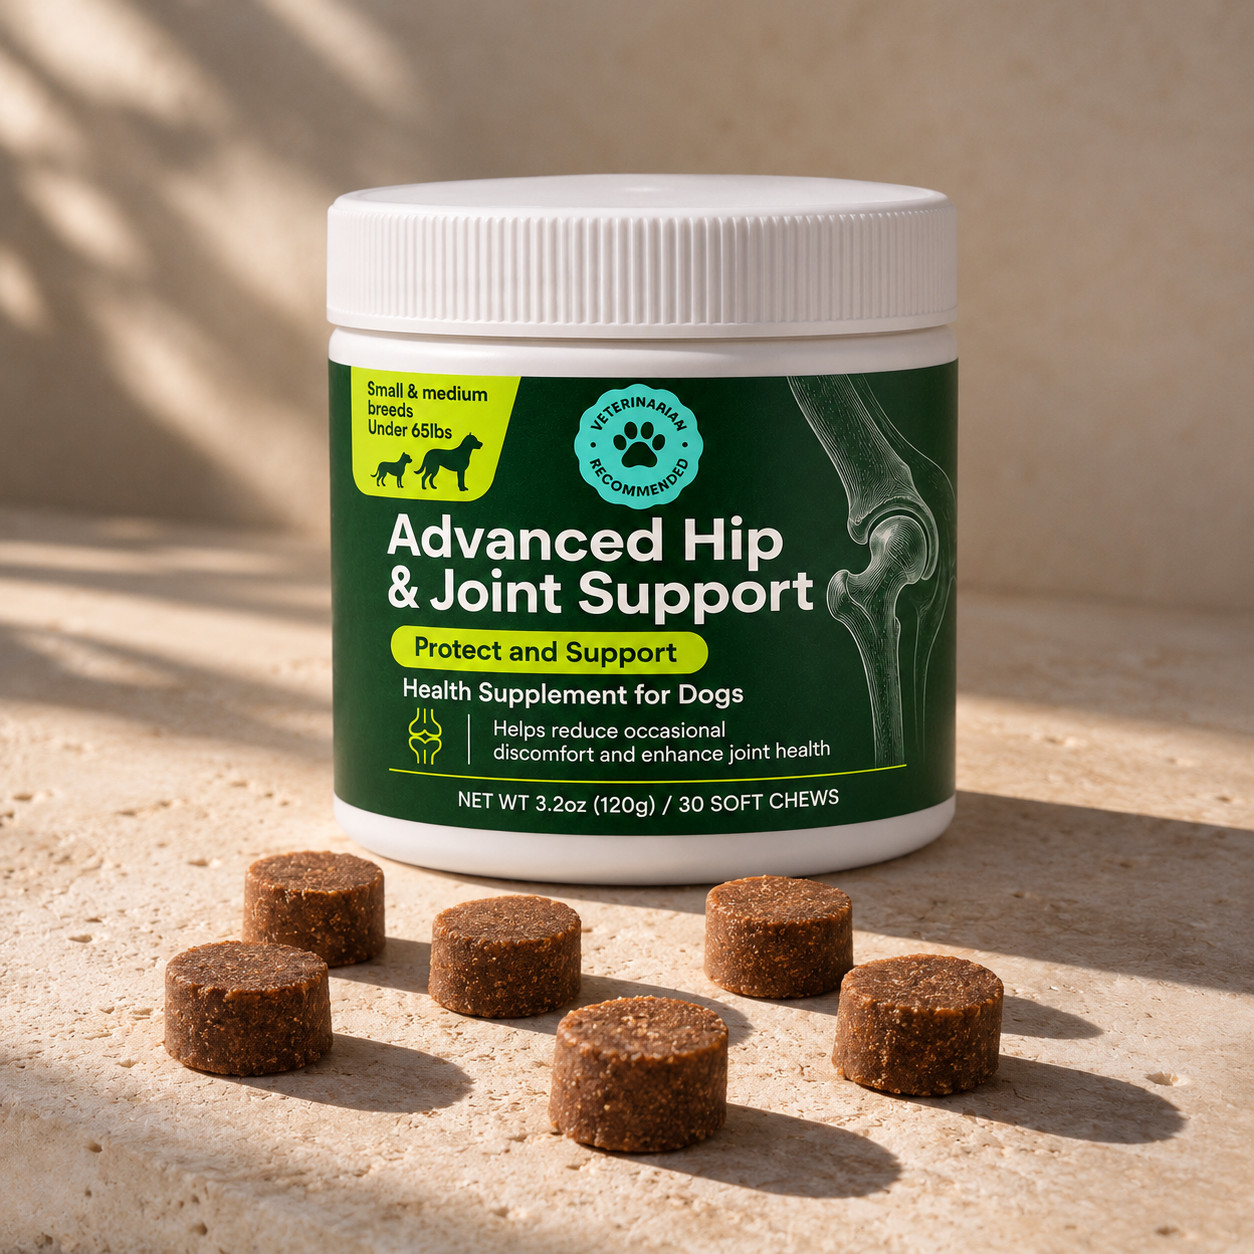 Small & medium
breeds
Under 65lbs
VETERINARIAN
RECOMMENDED
Advanced Hip
& Joint Support
Protect and Support
Health Supplement for Dogs
Helps reduce occasional
discomfort and enhance joint health
NET WT 3.2oz (120g) / 30 SOFT CHEWS